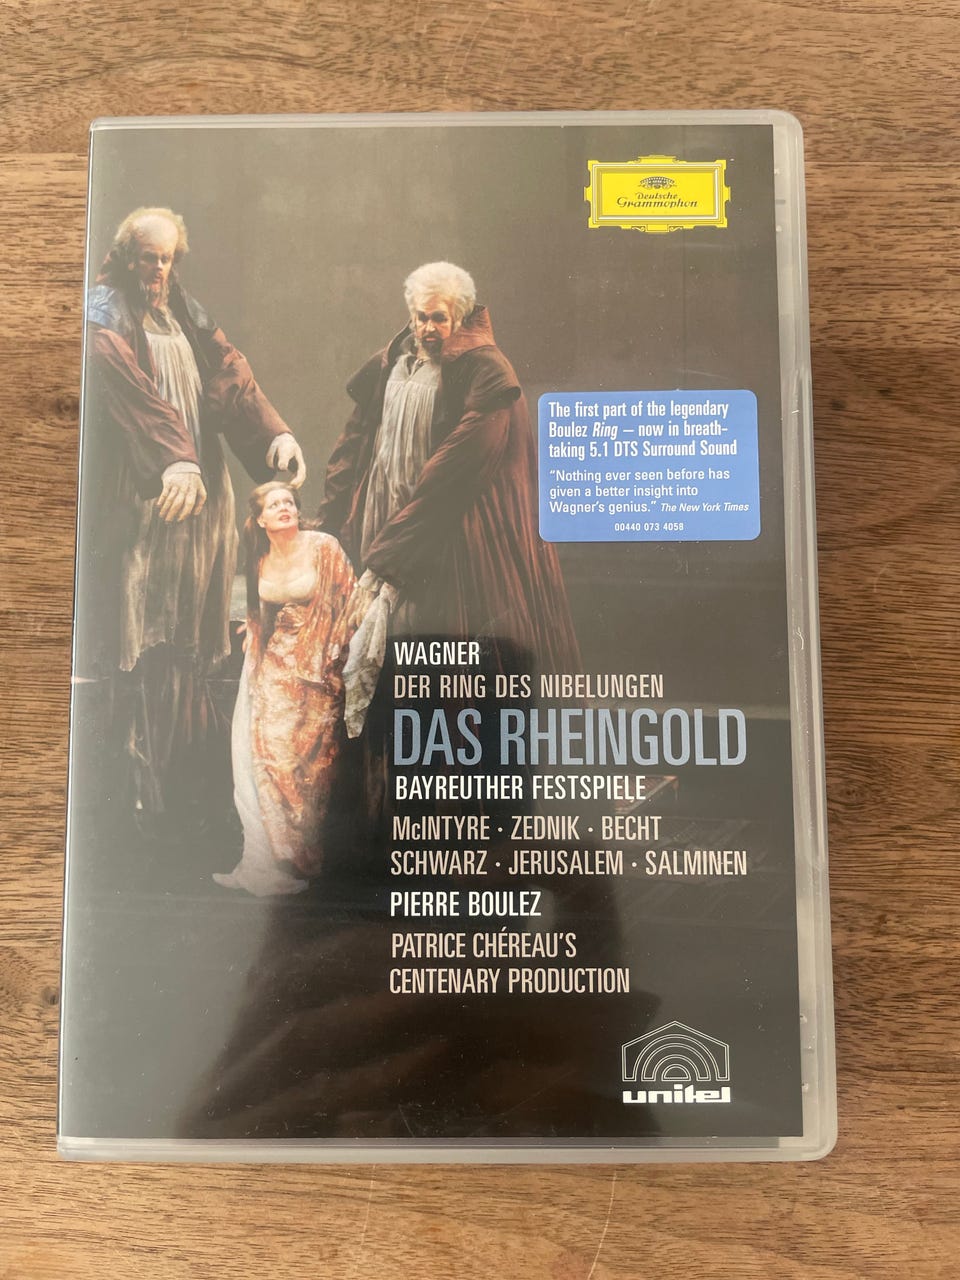 Deutsche
Grammophon
The first part of the legendary
Boulez Ring – now in breath-
taking 5.1 DTS Surround Sound
“Nothing ever seen before has
given a better insight into
Wagner's genius.” The New York Times
00440 073 4058
WAGNER
DER RING DES NIBELUNGEN
DAS RHEINGOLD
BAYREUTHER FESTSPIELE
McINTYRE · ZEDNIK · BECHT
SCHWARZ · JERUSALEM · SALMINEN
PIERRE BOULEZ
PATRICE CHÉREAU'S
CENTENARY PRODUCTION
unitel